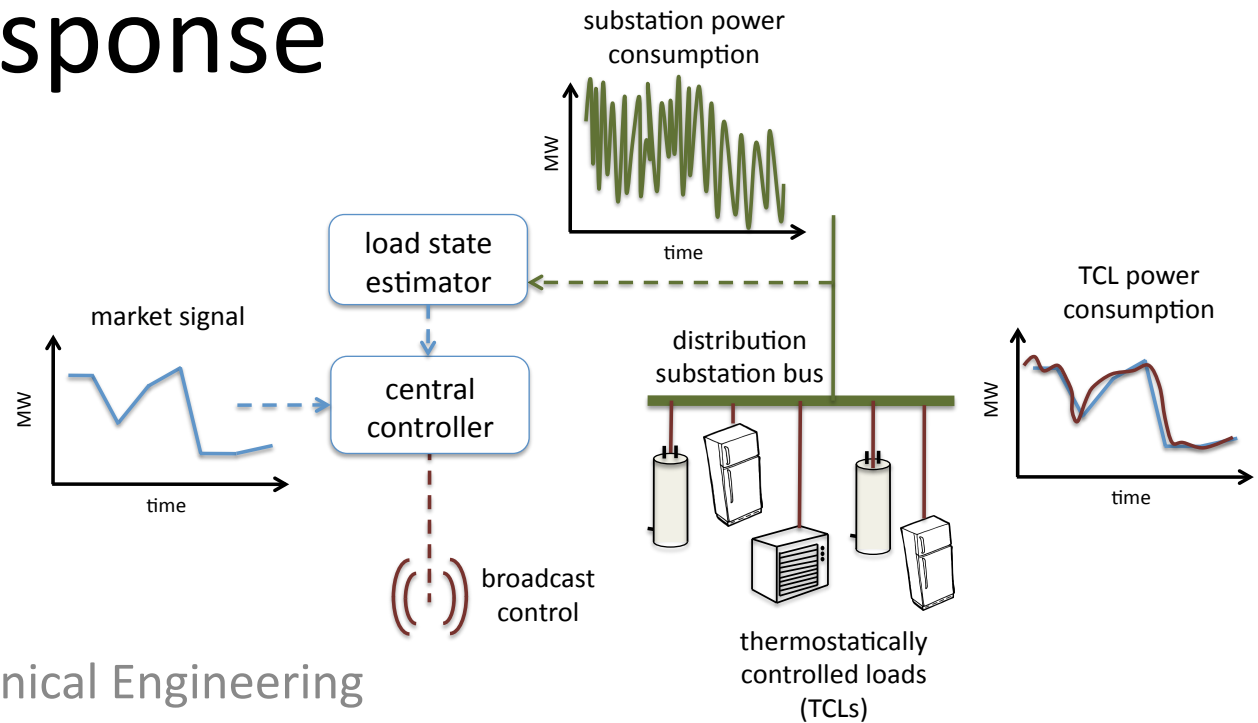 sponse
substation power
consumption
MW
time
load state
estimator
market signal
MW
time
central
controller
broadcast
control
distribution
substation bus
thermostatically
controlled loads
(TCLs)
TCL power
consumption
MW
time
nical Engineering